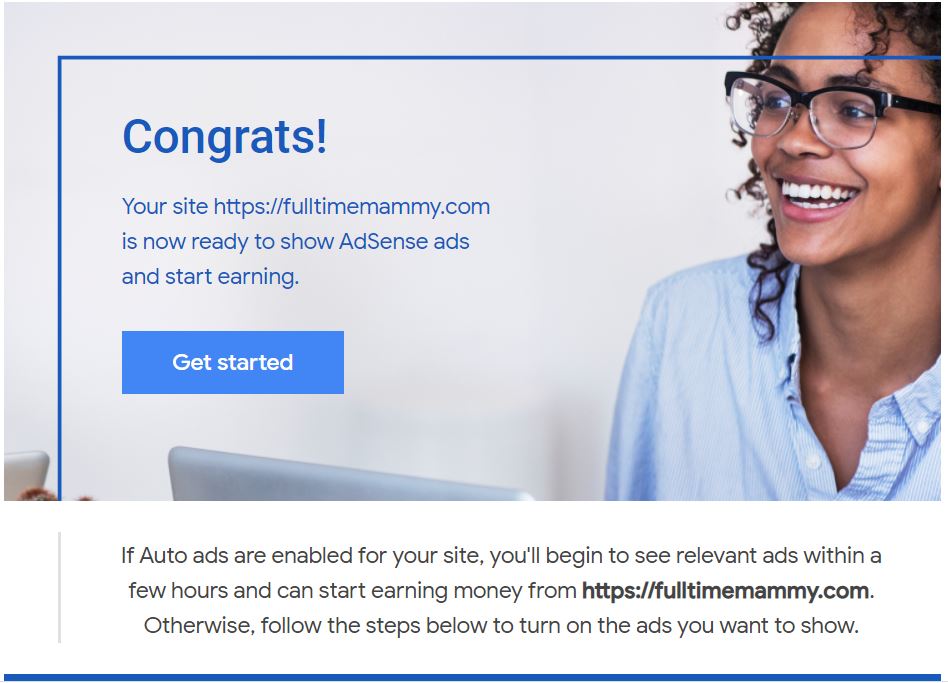 Congrats!
Your site https://fulltimemammy.com
is now ready to show AdSense ads
and start earning.
Get started
If Auto ads are enabled for your site, you'll begin to see relevant ads within a
few hours and can start earning money from https://fulltimemammy.com.
Otherwise, follow the steps below to turn on the ads you want to show.